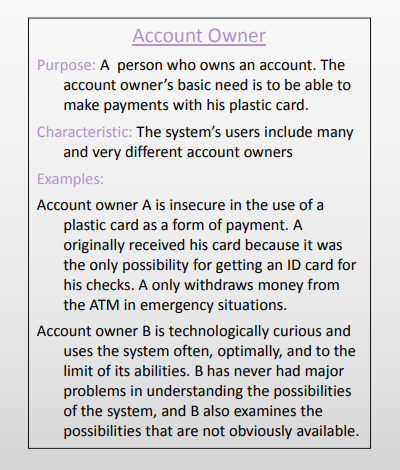 Account Owner
Purpose: A person who owns an account. The
account owner's basic need is to be able to
make payments with his plastic card.
Characteristic: The system's users include many
and very different account owners
Examples:
Account owner A is insecure in the use of a
plastic card as a form of payment. A
originally received his card because it was
the only possibility for getting an ID card for
his checks. A only withdraws money from
the ATM in emergency situations.
Account owner B is technologically curious and
uses the system often, optimally, and to the
limit of its abilities. B has never had major
problems in understanding the possibilities
of the system, and B also examines the
possibilities that are not obviously available.